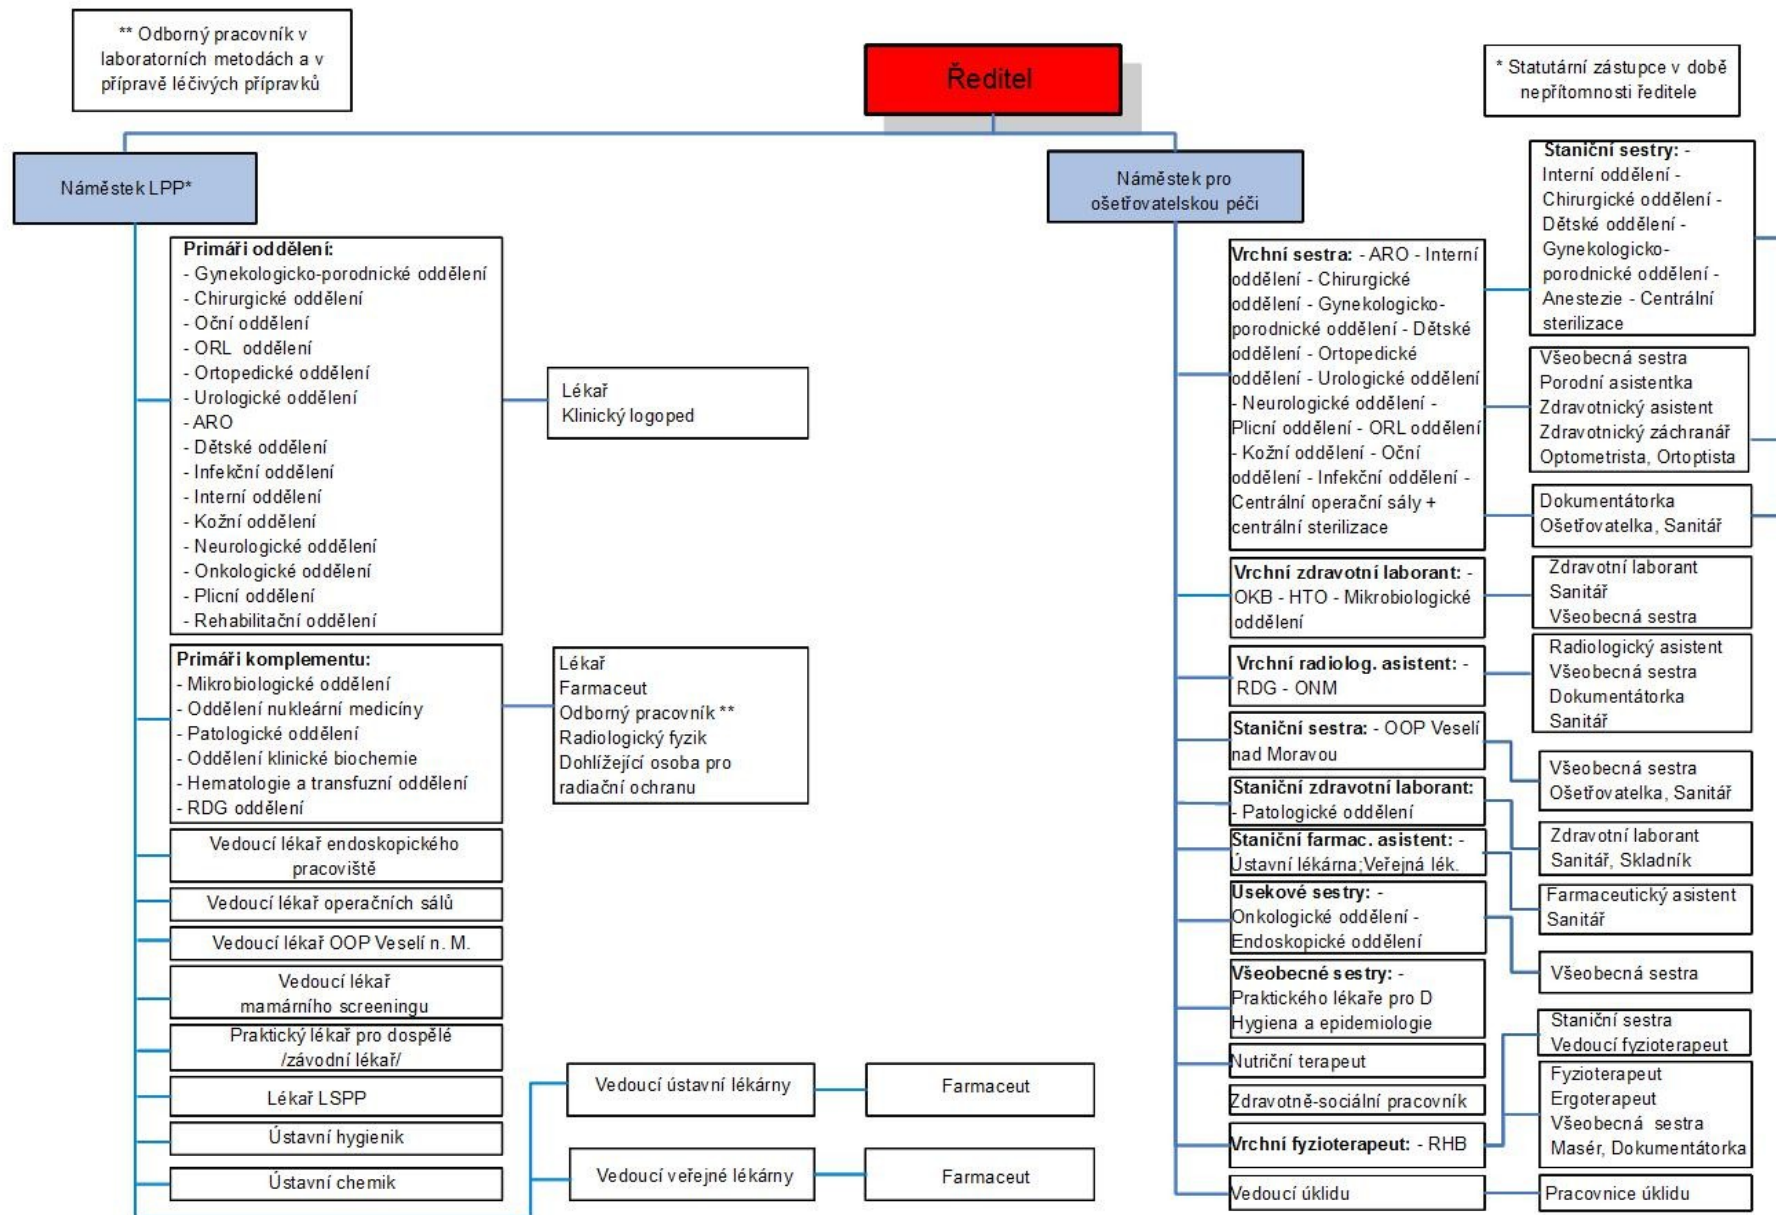 ** Odborný pracovník v
laboratorních metodách a v
přípravě léčivých přípravků
Ředitel
* Statutární zástupce v době
nepřítomnosti ředitele
Náměstek LPP*
Primáři oddělení:
- Gynekologicko-porodnické oddělení
- Chirurgické oddělení
- Oční oddělení
- ORL oddělení
- Ortopedické oddělení
- Urologické oddělení
- ARO
- Dětské oddělení
- Infekční oddělení
- Interní oddělení
- Kožní oddělení
- Neurologické oddělení
- Onkologické oddělení
- Plicní oddělení
- Rehabilitační oddělení
Lékař
Klinický logoped
Primáři komplementu:
- Mikrobiologické oddělení
- Oddělení nukleární medicíny
- Patologické oddělení
- Oddělení klinické biochemie
- Hematologie a transfuzní oddělení
- RDG oddělení
Lékař
Farmaceut
Odborný pracovník **
Radiologický fyzik
Dohlížející osoba pro
radiační ochranu
Vedoucí lékař endoskopického
pracoviště
Vedoucí lékař operačních sálů
Vedoucí lékař OOP Veselí n. M.
Vedoucí lékař
mamárního screeningu
Praktický lékař pro dospělé
/závodní lékař/
Lékař LSPP
Ústavní hygienik
Ústavní chemik
Vedoucí ústavní lékárny
Farmaceut
Vedoucí veřejné lékárny
Farmaceut
Náměstek pro
ošetřovatelskou péči
Vrchní sestra: - ARO - Interní
oddělení - Chirurgické
oddělení - Gynekologicko-
porodnické oddělení - Dětské
oddělení - Ortopedické
oddělení - Urologické oddělení
- Neurologické oddělení -
Plicní oddělení - ORL oddělení
- Kožní oddělení - Oční
oddělení - Infekční oddělení -
Centrální operační sály +
centrální sterilizace
Staniční sestry: -
Interní oddělení -
Chirurgické oddělení -
Dětské oddělení -
Gynekologicko-
porodnické oddělení -
Anestezie - Centrální
sterilizace
Všeobecná sestra
Porodní asistentka
Zdravotnický asistent
Zdravotnický záchranář
Optometrista, Ortoptista
Dokumentátorka
Ošetřovatelka, Sanitář
Vrchní zdravotní laborant: -
OKB - HTO - Mikrobiologické
oddělení
Zdravotní laborant
Sanitář
Všeobecná sestra
Vrchní radiolog. asistent: -
RDG - ONM
Radiologický asistent
Všeobecná sestra
Dokumentátorka
Sanitář
Staniční sestra: - OOP Veselí
nad Moravou
Všeobecná sestra
Ošetřovatelka, Sanitář
Staniční zdravotní laborant:
- Patologické oddělení
Zdravotní laborant
Sanitář, Skladník
Staniční farmac. asistent: -
Ústavní lékárna;Veřejná lék.
Farmaceutický asistent
Sanitář
Úsekové sestry: -
Onkologické oddělení -
Endoskopické oddělení
Všeobecná sestra
Všeobecné sestry: -
Praktického lékaře pro D
Hygiena a epidemiologie
Nutriční terapeut
Zdravotně-sociální pracovník
Vrchní fyzioterapeut: - RHB
Staniční sestra
Vedoucí fyzioterapeut
Fyzioterapeut
Ergoterapeut
Všeobecná sestra
Masér, Dokumentátorka
Vedoucí úklidu
Pracovnice úklidu